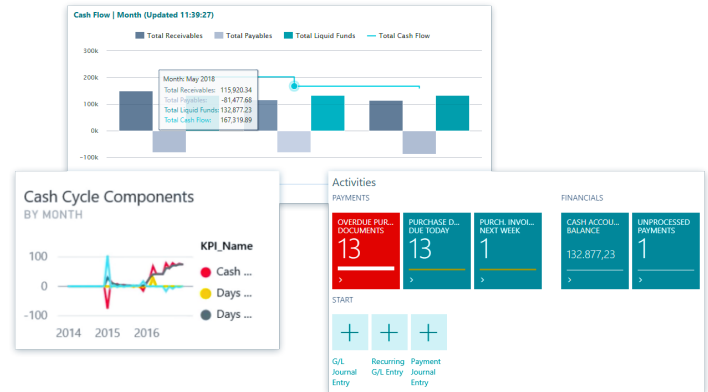 Cash Flow | Month (Updated 11:39:27)
Total Receivables Total Payables Total Liquid Funds Total Cash Flow
300k
200k
100k
0k
-100k
Month: May 2018
Total Receivables: 115,920.34
Total Payables: -81,477.68
Total Liquid Funds: 132,877.23
Total Cash Flow: 167,319.89
Cash Cycle Components
BY MONTH
100
0
-100
2014 2015 2016
KPI_Name
Cash ...
Days ...
Days ...
Activities
PAYMENTS
OVERDUE PUR...
DOCUMENTS
13
›
PURCHASE D...
DUE TODAY
13
›
PURCH. INVOI...
NEXT WEEK
1
›
FINANCIALS
CASH ACCOU...
BALANCE
132.877,23
›
UNPROCESSED
PAYMENTS
1
›
START
G/L
Journal
Entry
Recurring
G/L Entry
Payment
Journal
Entry